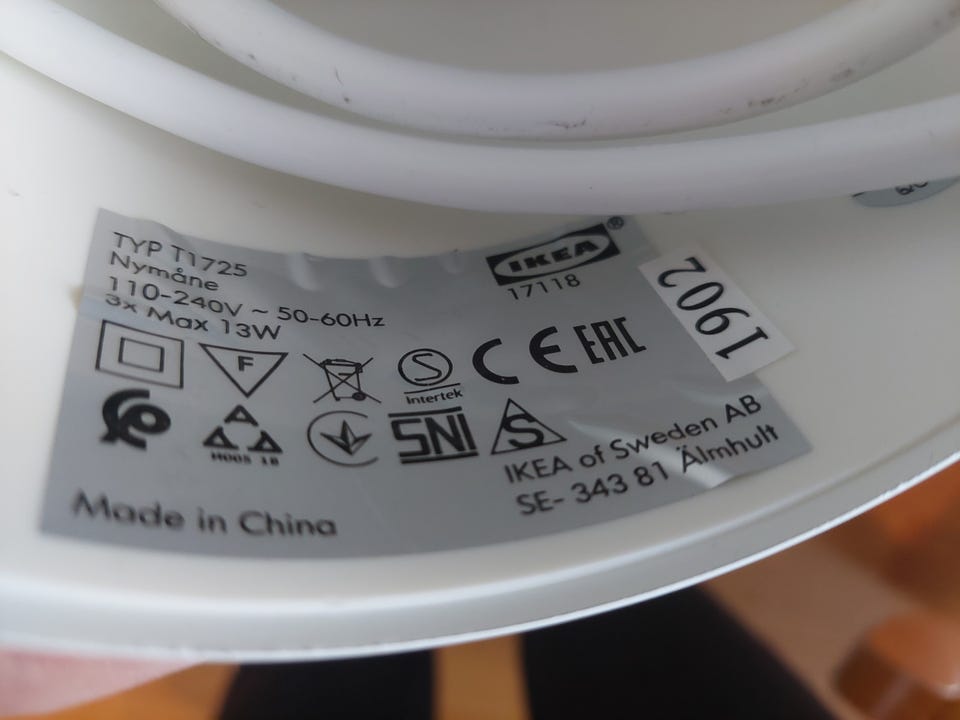 TYP T1725
Nymåne
110-240V ~ 50-60Hz
3x Max 13W
IKEA®
17118
1902
F
S
Intertek
CE EAC
SNI
S
IKEA of Sweden AB
SE- 343 81 Älmhult
Made in China